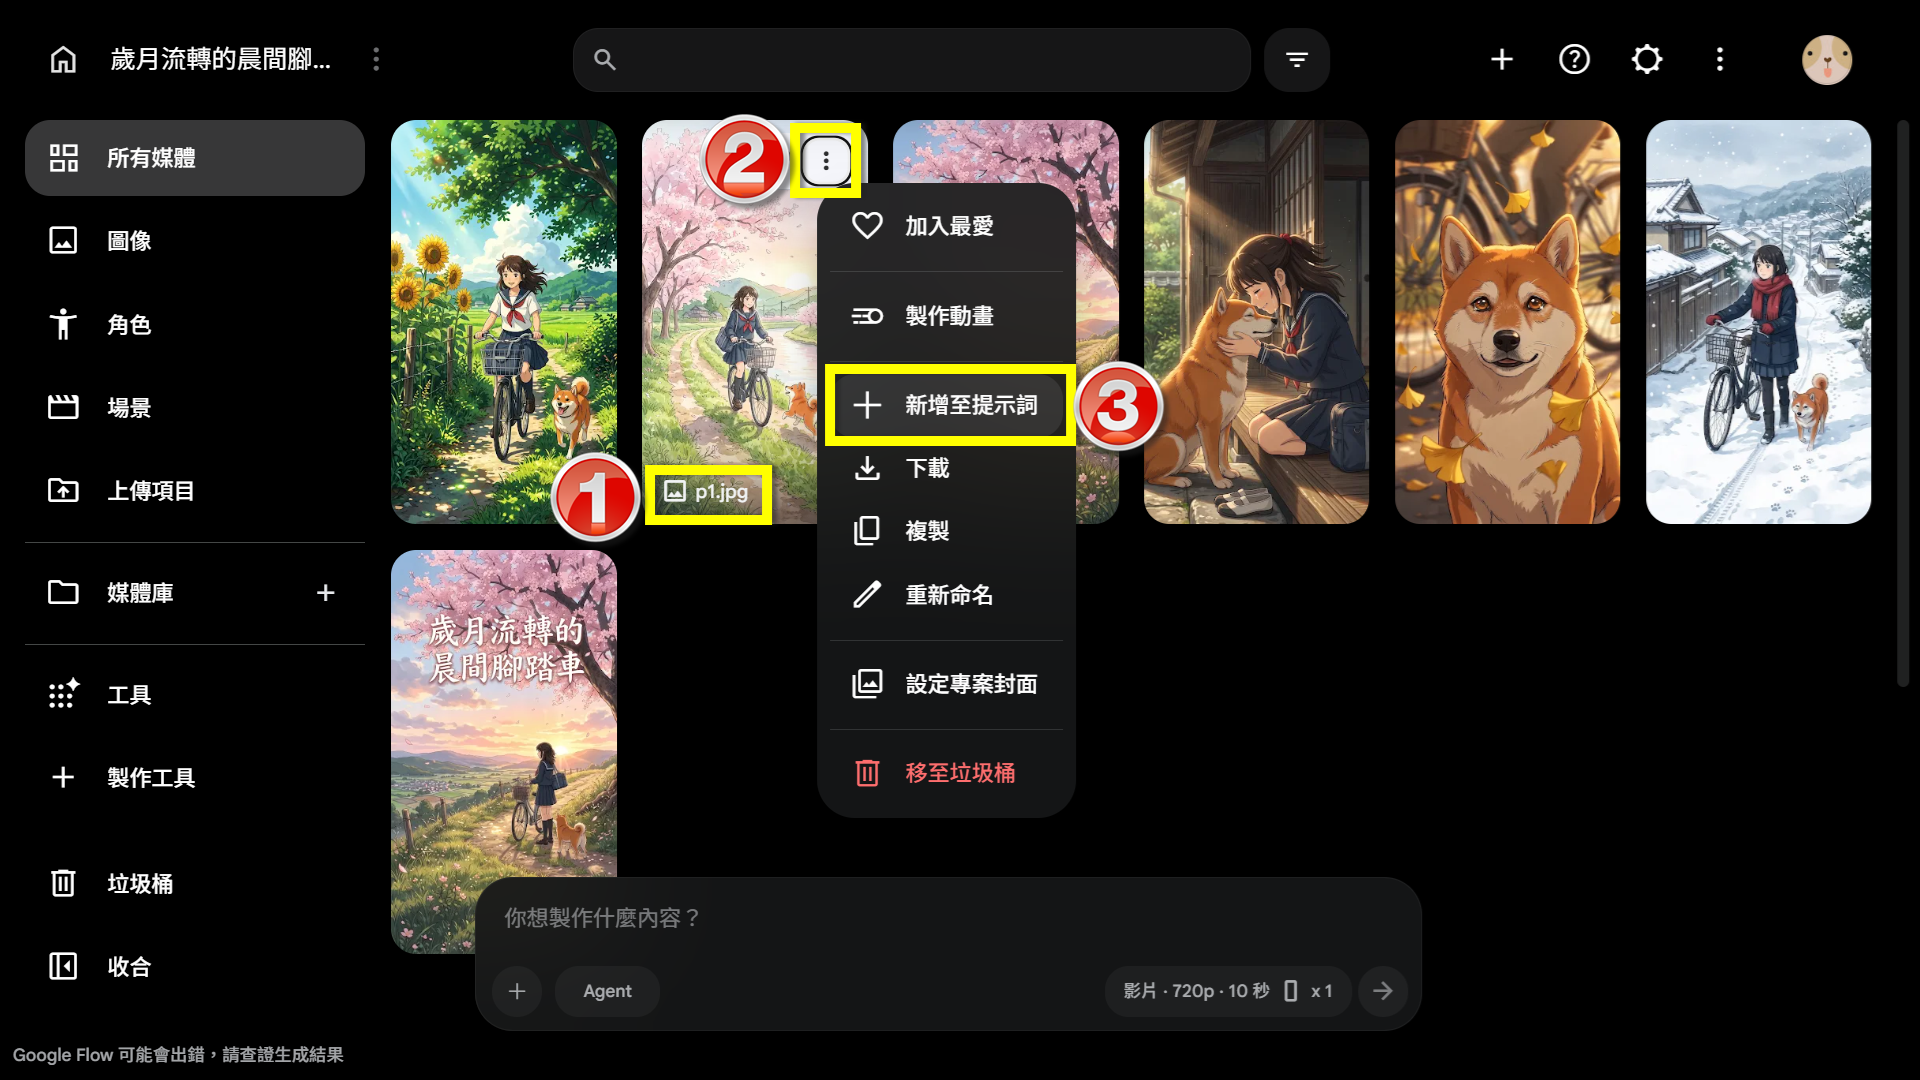 歲月流轉的晨間腳...
所有媒體
圖像
角色
場景
上傳項目
媒體庫
工具
製作工具
垃圾桶
收合
2
1
p1.jpg
加入最愛
製作動畫
新增至提示詞
3
下載
複製
重新命名
設定專案封面
移至垃圾桶
歲月流轉的
晨間腳踏車
你想製作什麼內容？
Agent
影片 · 720p · 10 秒 x 1
Google Flow 可能會出錯，請查證生成結果